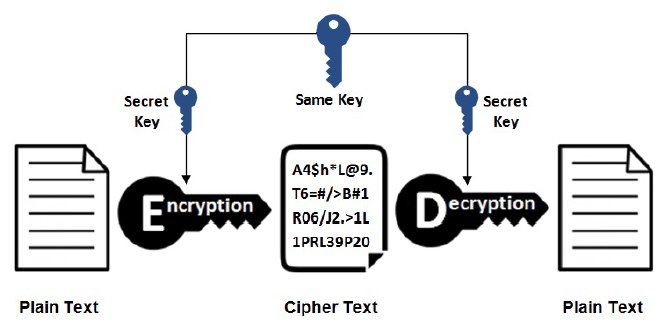 Same Key
Secret
Key
Secret
Key
Encryption
A4$h*L@9.
T6=#/>B#1
R06/J2.>1L
1PRL39P20
Decryption
Plain Text
Cipher Text
Plain Text